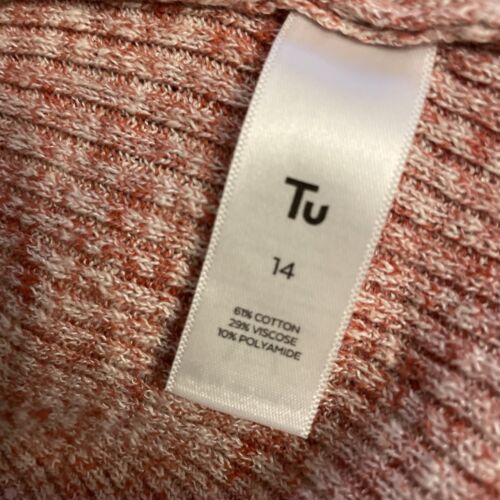 Tu
14
61% COTTON
29% VISCOSE
10% POLYAMIDE